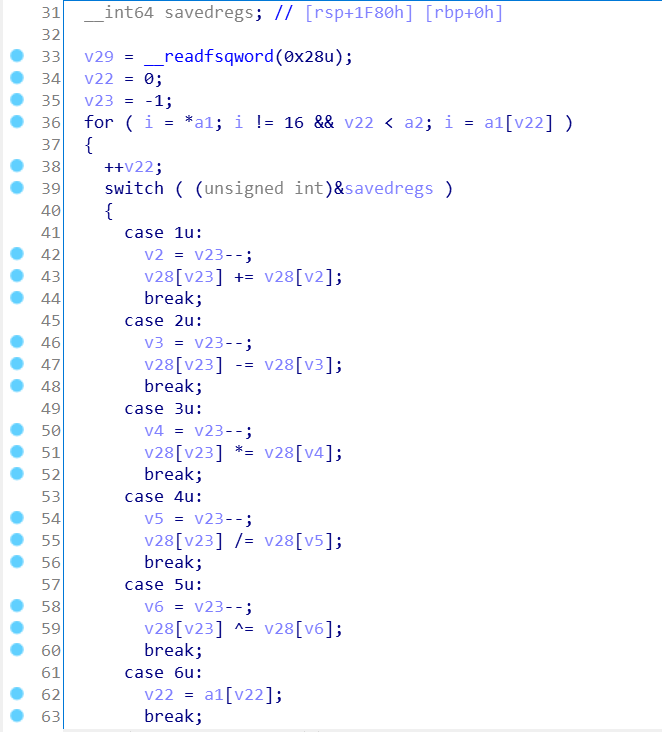 31 __int64 savedregs; // [rsp+1F80h] [rbp+0h]
32
33 v29 = __readfsqword(0x28u);
34 v22 = 0;
35 v23 = -1;
36 for ( i = *a1; i != 16 && v22 < a2; i = a1[v22] )
37 {
38 ++v22;
39 switch ( (unsigned int)&savedregs )
40 {
41 case 1u:
42 v2 = v23--;
43 v28[v23] += v28[v2];
44 break;
45 case 2u:
46 v3 = v23--;
47 v28[v23] -= v28[v3];
48 break;
49 case 3u:
50 v4 = v23--;
51 v28[v23] *= v28[v4];
52 break;
53 case 4u:
54 v5 = v23--;
55 v28[v23] /= v28[v5];
56 break;
57 case 5u:
58 v6 = v23--;
59 v28[v23] ^= v28[v6];
60 break;
61 case 6u:
62 v22 = a1[v22];
63 break;